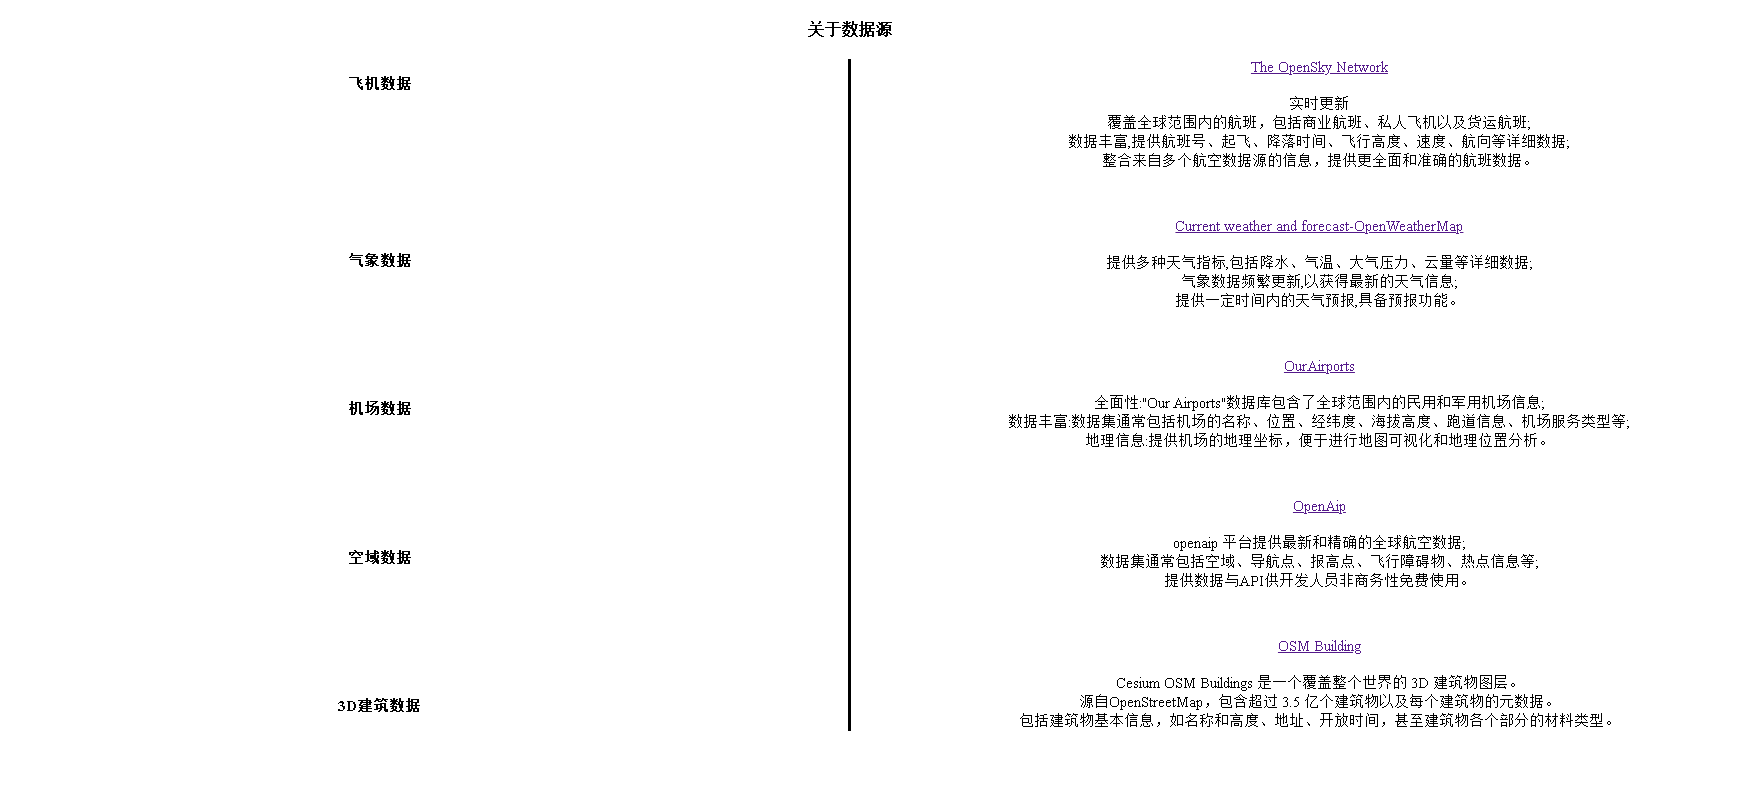 关于数据源
飞机数据
The OpenSky Network
实时更新
覆盖全球范围内的航班，包括商业航班、私人飞机以及货运航班;
数据丰富,提供航班号、起飞、降落时间、飞行高度、速度、航向等详细数据;
整合来自多个航空数据源的信息，提供更全面和准确的航班数据。
气象数据
Current weather and forecast-OpenWeatherMap
提供多种天气指标,包括降水、气温、大气压力、云量等详细数据;
气象数据频繁更新,以获得最新的天气信息;
提供一定时间内的天气预报,具备预报功能。
机场数据
OurAirports
全面性:"Our Airports"数据库包含了全球范围内的民用和军用机场信息;
数据丰富:数据集通常包括机场的名称、位置、经纬度、海拔高度、跑道信息、机场服务类型等;
地理信息:提供机场的地理坐标，便于进行地图可视化和地理位置分析。
空域数据
OpenAip
openaip 平台提供最新和精确的全球航空数据;
数据集通常包括空域、导航点、报高点、飞行障碍物、热点信息等;
提供数据与API供开发人员非商务性免费使用。
3D建筑数据
OSM Building
Cesium OSM Buildings 是一个覆盖整个世界的 3D 建筑物图层。
源自OpenStreetMap，包含超过 3.5 亿个建筑物以及每个建筑物的元数据。
包括建筑物基本信息，如名称和高度、地址、开放时间，甚至建筑物各个部分的材料类型。